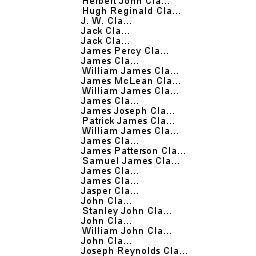 Herbert John Cla...
Hugh Reginald Cla...
J. W. Cla...
Jack Cla...
Jack Cla...
James Percy Cla...
James Cla...
William James Cla...
James McLean Cla...
William James Cla...
James Cla...
James Joseph Cla...
Patrick James Cla...
William James Cla...
James Cla...
James Patterson Cla...
Samuel James Cla...
James Cla...
James Cla...
Jasper Cla...
John Cla...
Stanley John Cla...
John Cla...
William John Cla...
John Cla...
Joseph Reynolds Cla...